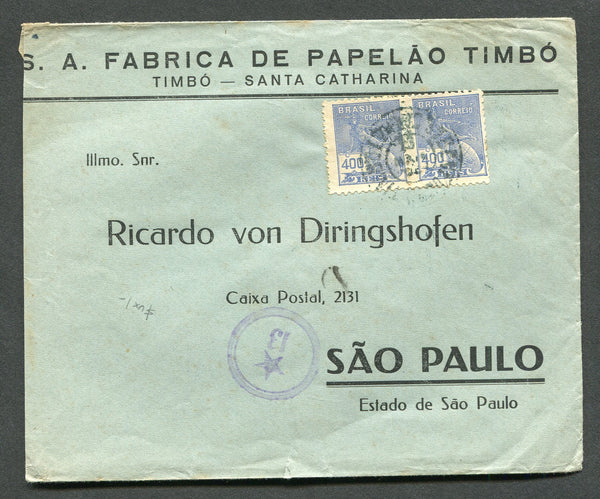 S. A. FABRICA DE PAPELÃO TIMBÓ
TIMBÓ — SANTA CATHARINA
BRASIL
CORREIO
400
BRASIL
CORREIO
400
Illmo. Snr.
Ricardo von Diringshofen
Caixa Postal, 2131
13
SÃO PAULO
Estado de São Paulo